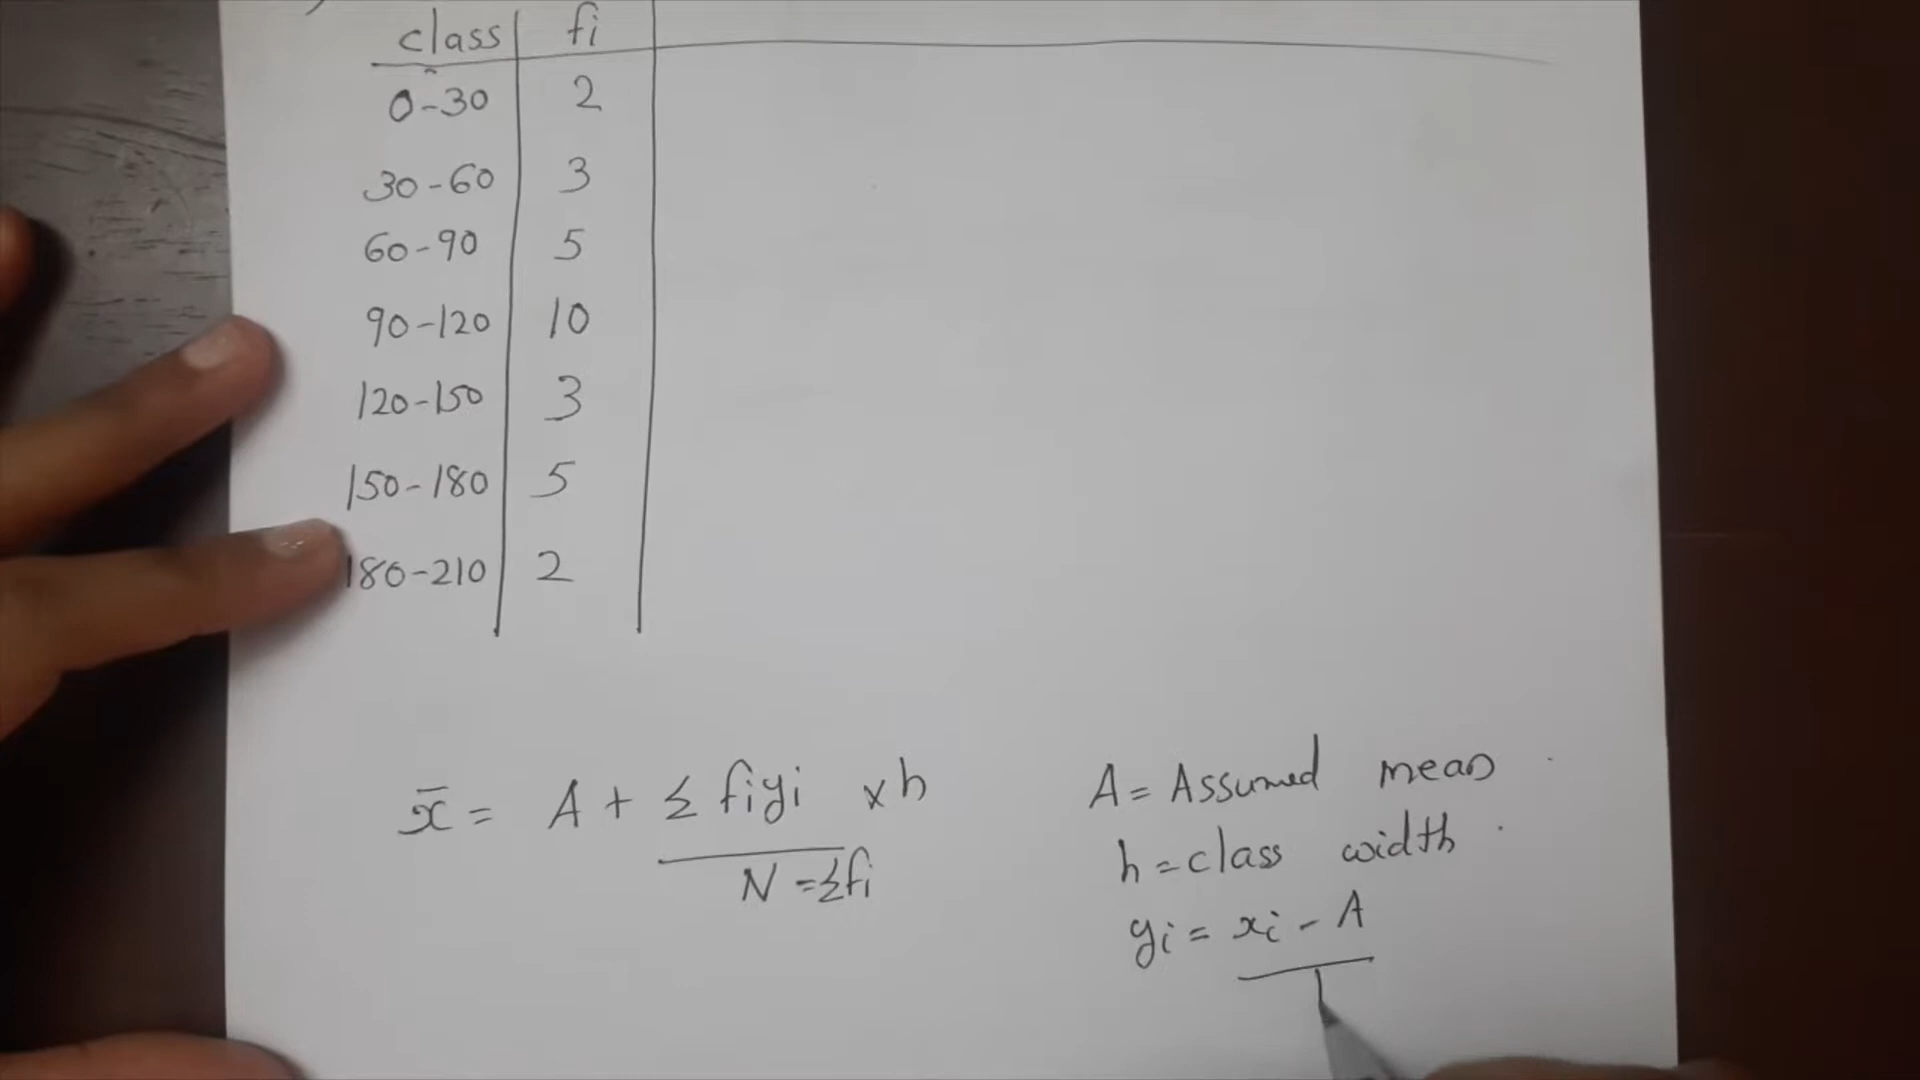 class fi
0-30 2
30-60 3
60-90 5
90-120 10
120-150 3
150-180 5
180-210 2
x̄ = A + Σ fiyi × h
N = Σfi
A = Assumed mean
h = class width
yi = xi - A